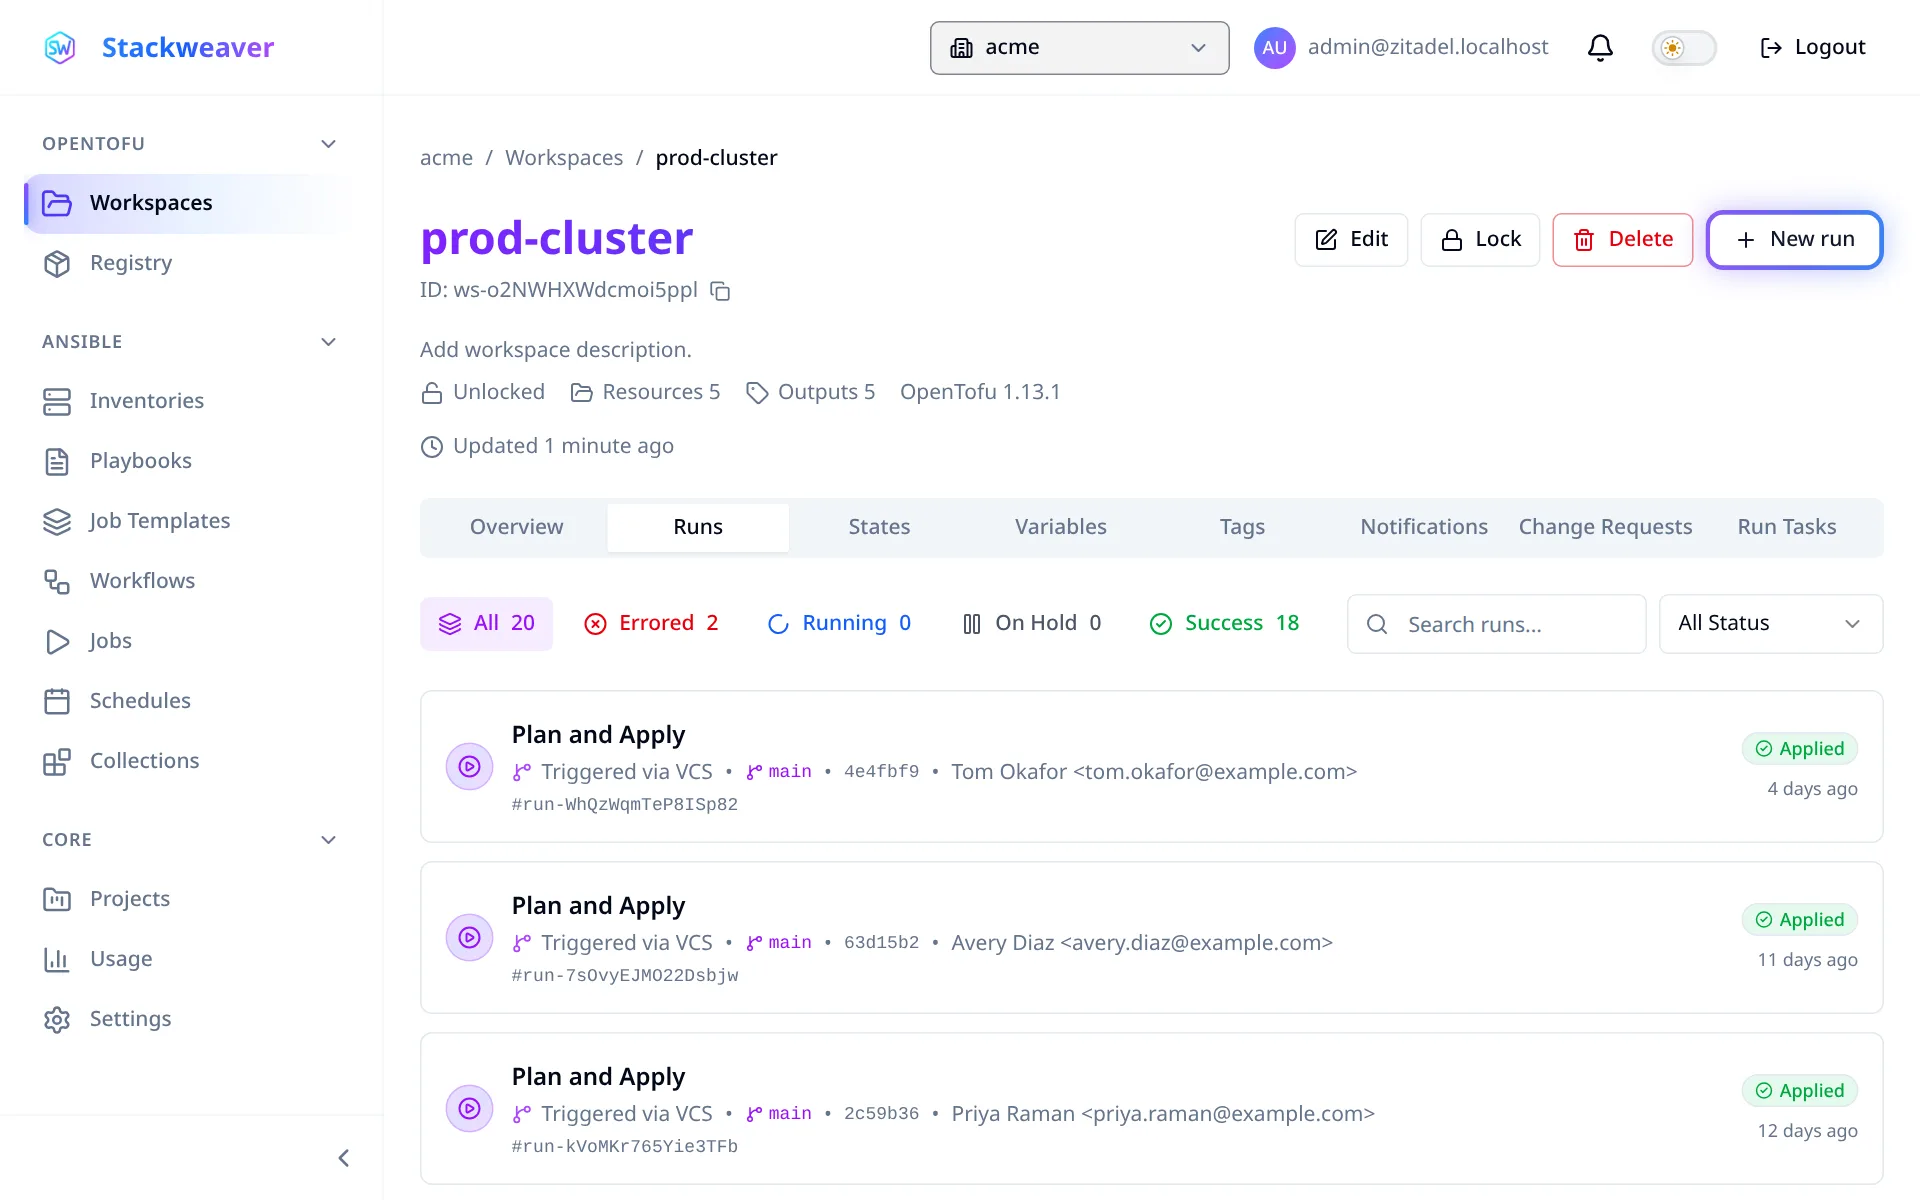 SW Stackweaver
acme
AU admin@zitadel.localhost
Logout
OPENTOFU
Workspaces
Registry
ANSIBLE
Inventories
Playbooks
Job Templates
Workflows
Jobs
Schedules
Collections
CORE
Projects
Usage
Settings
acme / Workspaces / prod-cluster
prod-cluster
Edit
Lock
Delete
New run
ID: ws-o2NWHXWdcmoi5ppl
Add workspace description.
Unlocked Resources 5 Outputs 5 OpenTofu 1.13.1
Updated 1 minute ago
Overview Runs States Variables Tags Notifications Change Requests Run Tasks
All 20 Errored 2 Running 0 On Hold 0 Success 18 Search runs... All Status
Plan and Apply
Triggered via VCS • main • 4e4fbf9 • Tom Okafor <tom.okafor@example.com>
#run-WhQzWqmTeP8ISp82
Applied
4 days ago
Plan and Apply
Triggered via VCS • main • 63d15b2 • Avery Diaz <avery.diaz@example.com>
#run-7sOvyEJMO22Dsbjw
Applied
11 days ago
Plan and Apply
Triggered via VCS • main • 2c59b36 • Priya Raman <priya.raman@example.com>
#run-kVoMKr765Yie3TFb
Applied
12 days ago